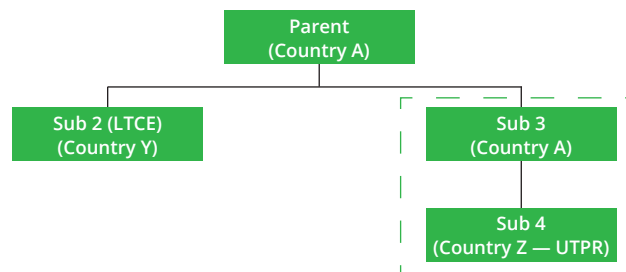 Parent
(Country A)
Sub 2 (LTCE)
(Country Y)
Sub 3
(Country A)
Sub 4
(Country Z — UTPR)